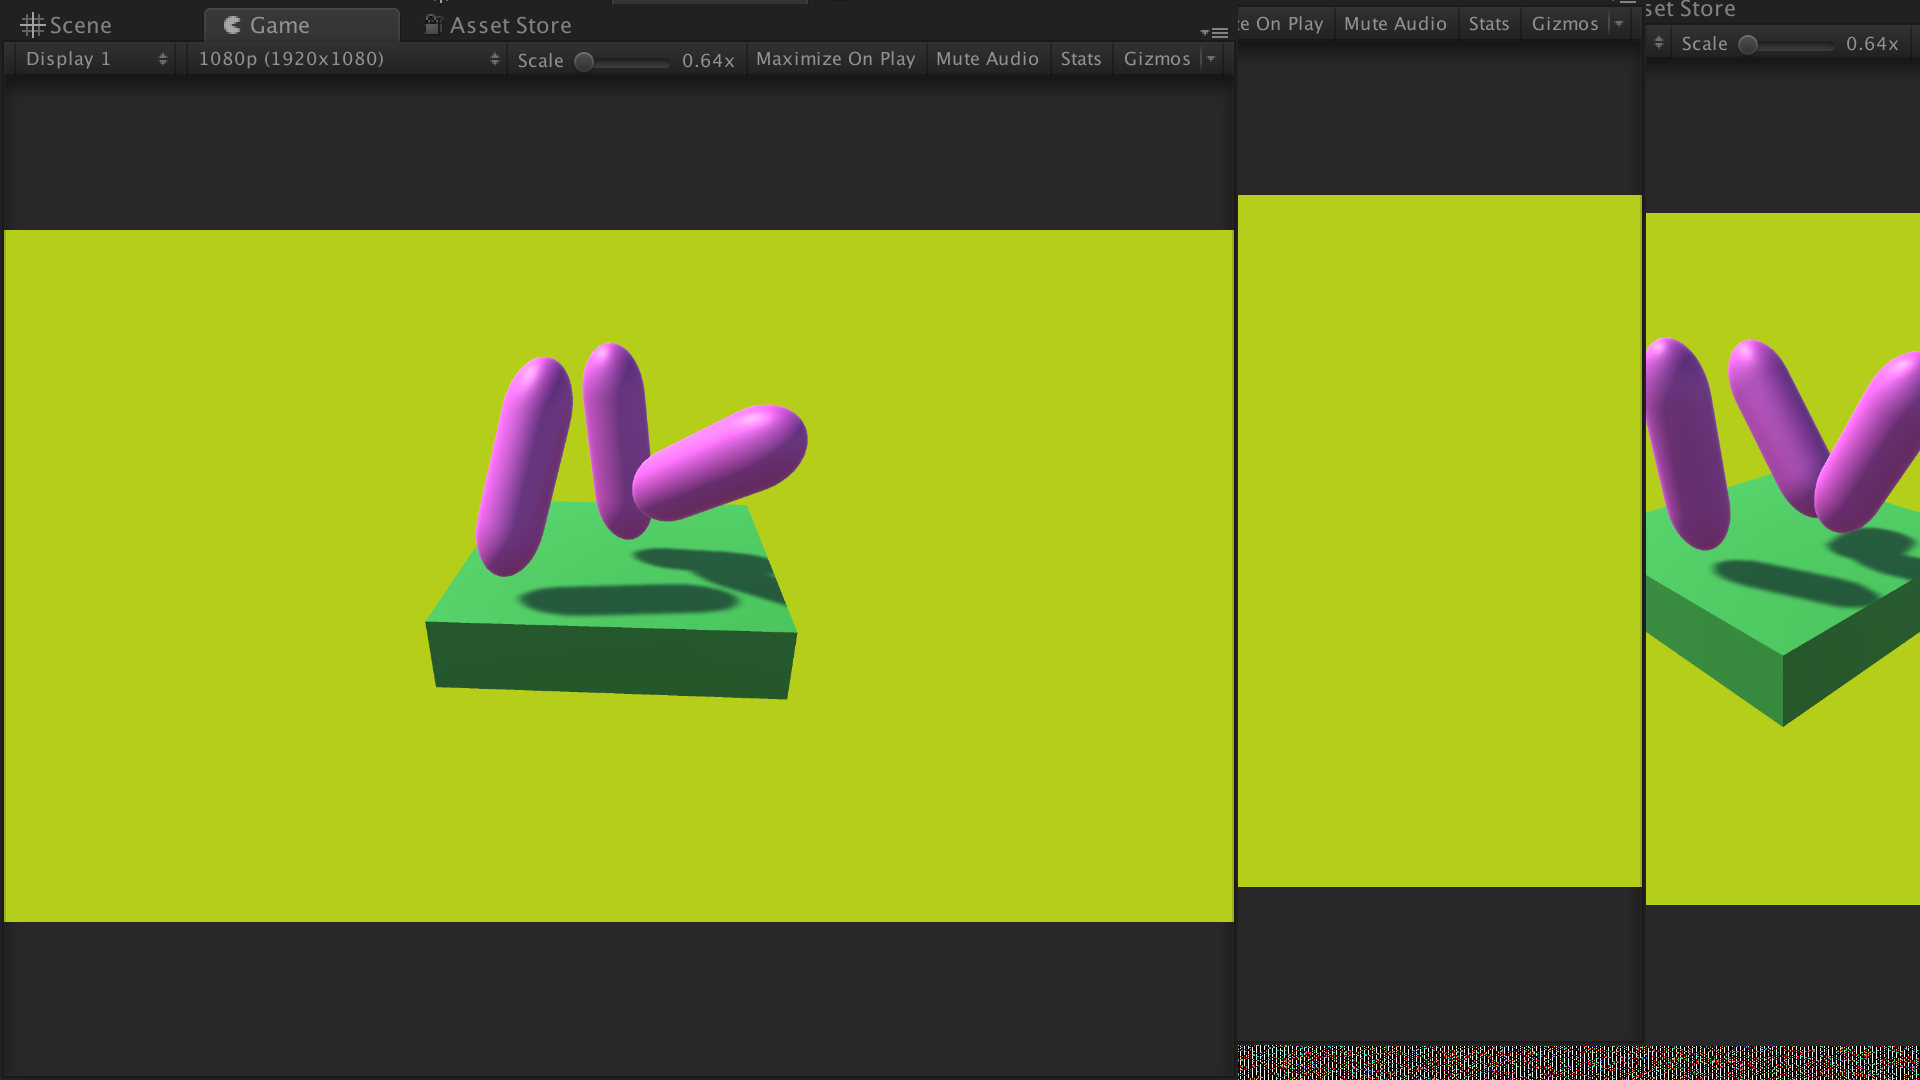 Scene Game Asset Store
Display 1 1080p (1920x1080) Scale 0.64x Maximize On Play Mute Audio Stats Gizmos
On Play Mute Audio Stats Gizmos
Store
Scale 0.64x